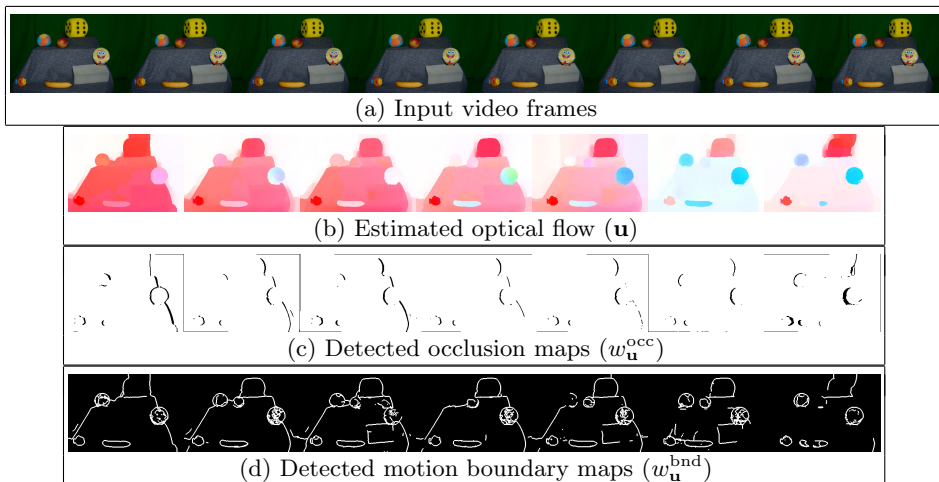 (a) Input video frames
(b) Estimated optical flow (u)
(c) Detected occlusion maps (w_u^occ)
(d) Detected motion boundary maps (w_u^bnd)